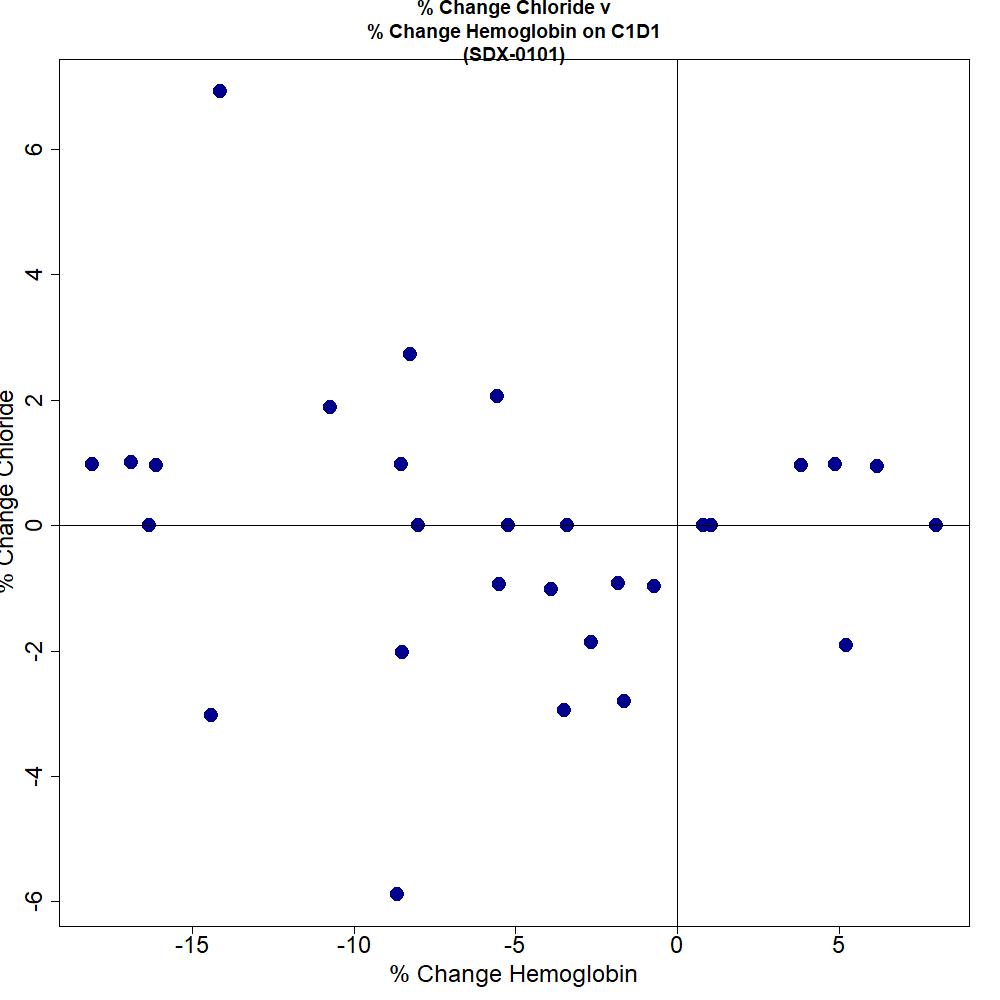 % Change Chloride v
% Change Hemoglobin on C1D1
(SDX-0101)
% Change Chloride
6
4
2
0
-2
-4
-6
-15
-10
-5
0
5
% Change Hemoglobin